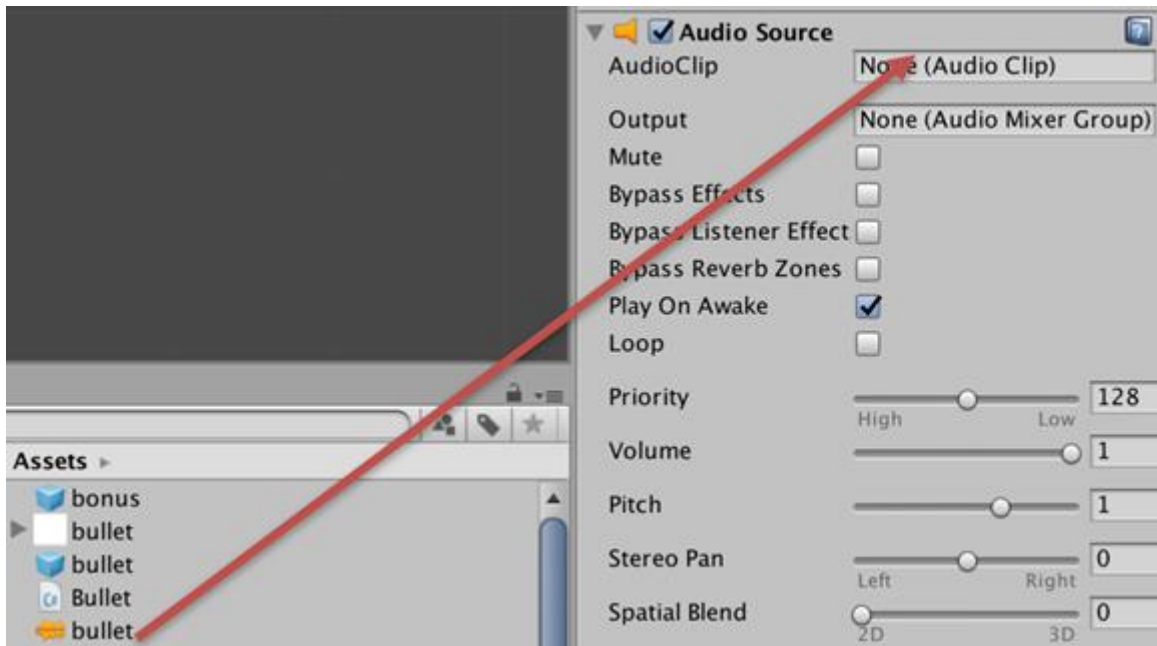 Audio Source
AudioClip None (Audio Clip)
Output None (Audio Mixer Group)
Mute
Bypass Effects
Bypass Listener Effect
Bypass Reverb Zones
Play On Awake
Loop
Priority 128
High Low
Volume 1
Pitch 1
Stereo Pan 0
Left Right
Spatial Blend 0
2D 3D
Assets
bonus
bullet
bullet
Bullet
bullet